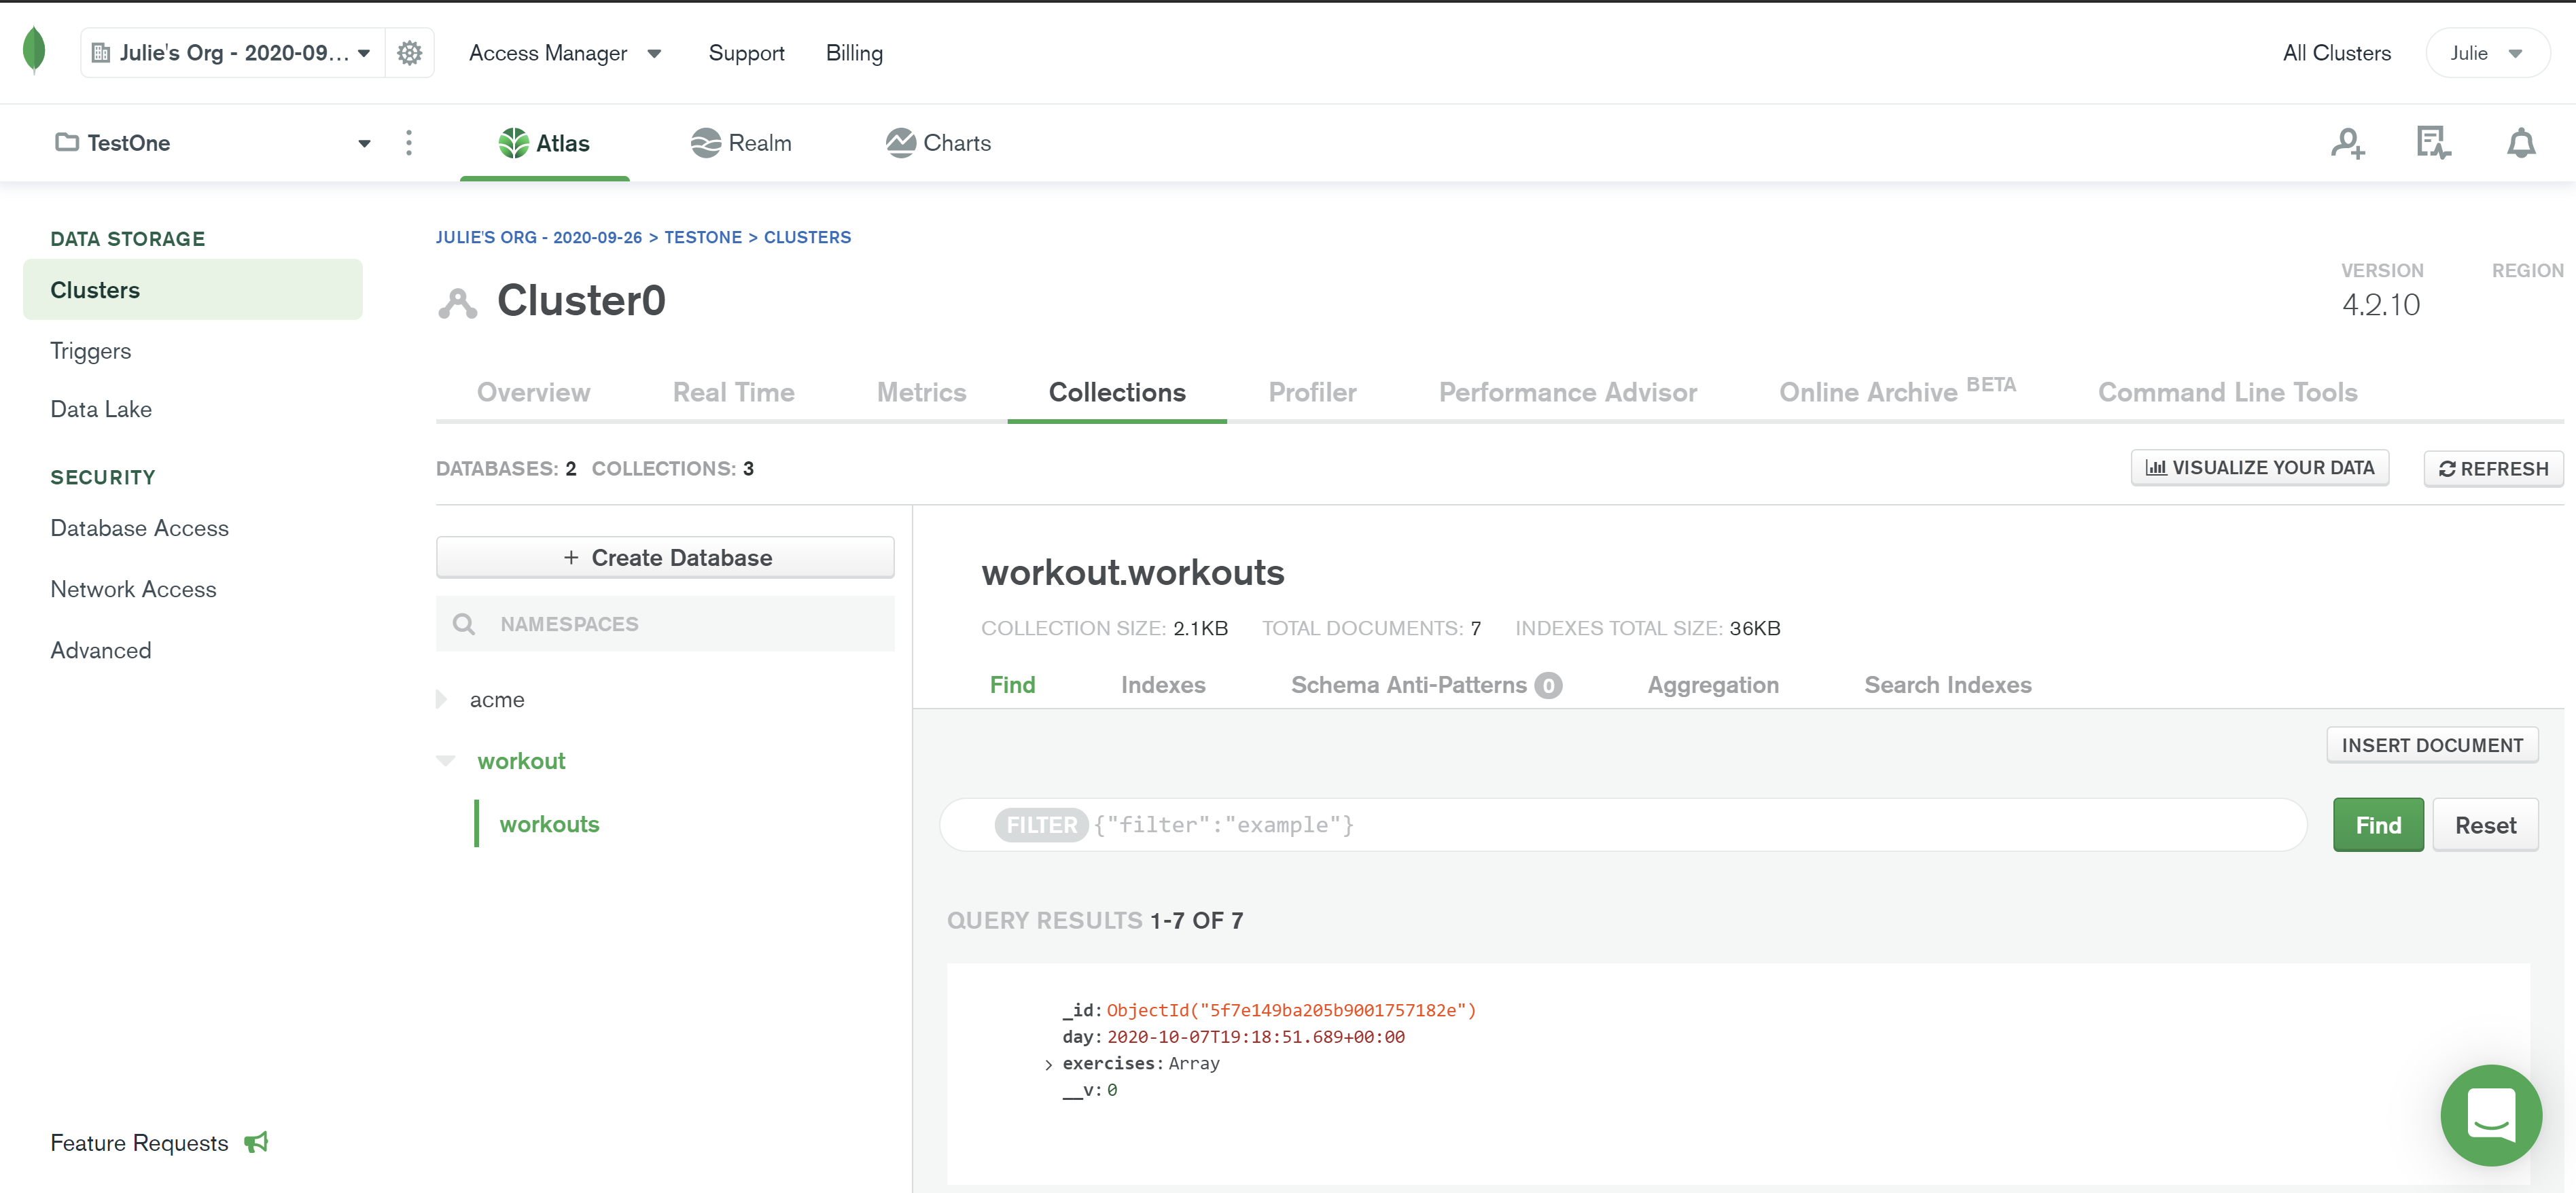 Julie's Org - 2020-09...
Access Manager
Support
Billing
All Clusters
Julie
TestOne
Atlas
Realm
Charts
DATA STORAGE
Clusters
Triggers
Data Lake
SECURITY
Database Access
Network Access
Advanced
Feature Requests
JULIE'S ORG - 2020-09-26 > TESTONE > CLUSTERS
Cluster0
VERSION
4.2.10
REGION
Overview
Real Time
Metrics
Collections
Profiler
Performance Advisor
Online Archive BETA
Command Line Tools
DATABASES: 2 COLLECTIONS: 3
VISUALIZE YOUR DATA
REFRESH
+ Create Database
NAMESPACES
acme
workout
workouts
workout.workouts
COLLECTION SIZE: 2.1KB TOTAL DOCUMENTS: 7 INDEXES TOTAL SIZE: 36KB
Find
Indexes
Schema Anti-Patterns 0
Aggregation
Search Indexes
INSERT DOCUMENT
FILTER {"filter":"example"}
Find
Reset
QUERY RESULTS 1-7 OF 7
_id: ObjectId("5f7e149ba205b9001757182e")
day: 2020-10-07T19:18:51.689+00:00
> exercises: Array
__v: 0